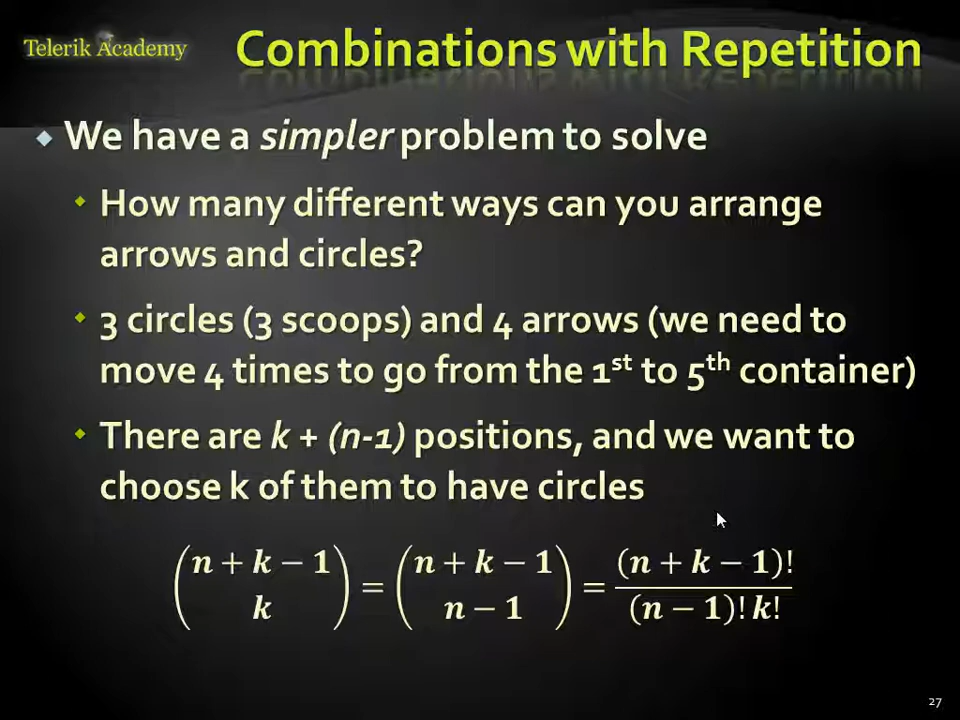 Telerik Academy
Combinations with Repetition
We have a simpler problem to solve
How many different ways can you arrange
arrows and circles?
3 circles (3 scoops) and 4 arrows (we need to
move 4 times to go from the 1st to 5th container)
There are k + (n-1) positions, and we want to
choose k of them to have circles
(n + k − 1 / k) = (n + k − 1 / n − 1) = (n + k − 1)! / (n − 1)! k!
27